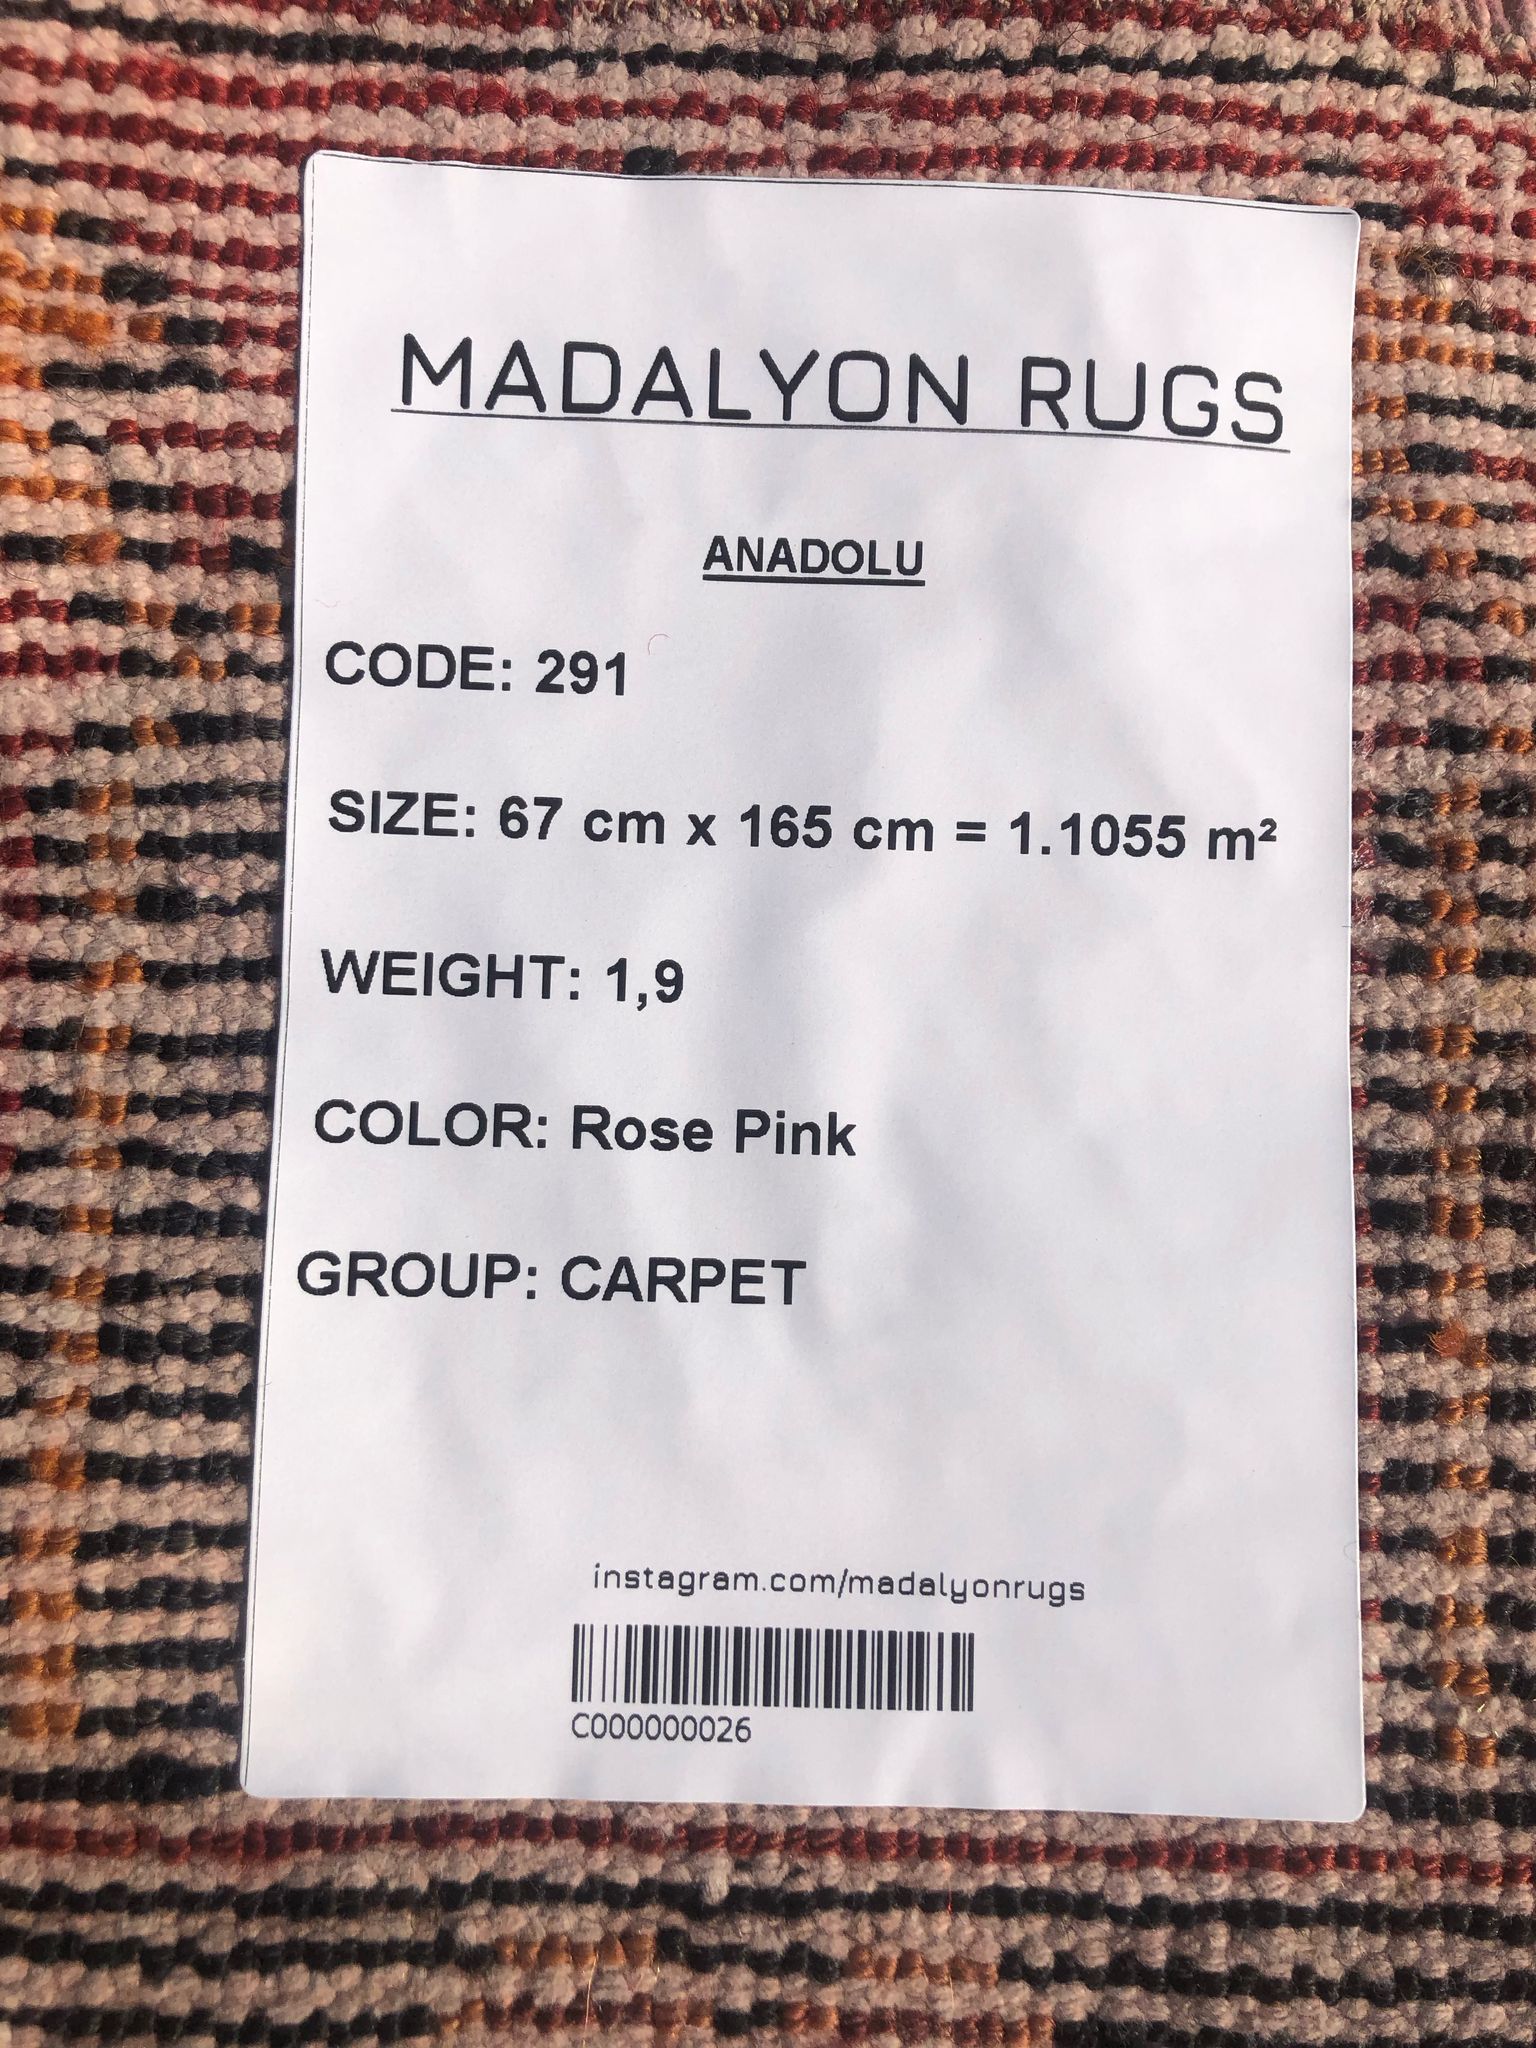 MADALYON RUGS
ANADOLU
CODE: 291
SIZE: 67 cm x 165 cm = 1.1055 m²
WEIGHT: 1,9
COLOR: Rose Pink
GROUP: CARPET
instagram.com/madalyonrugs
C000000026